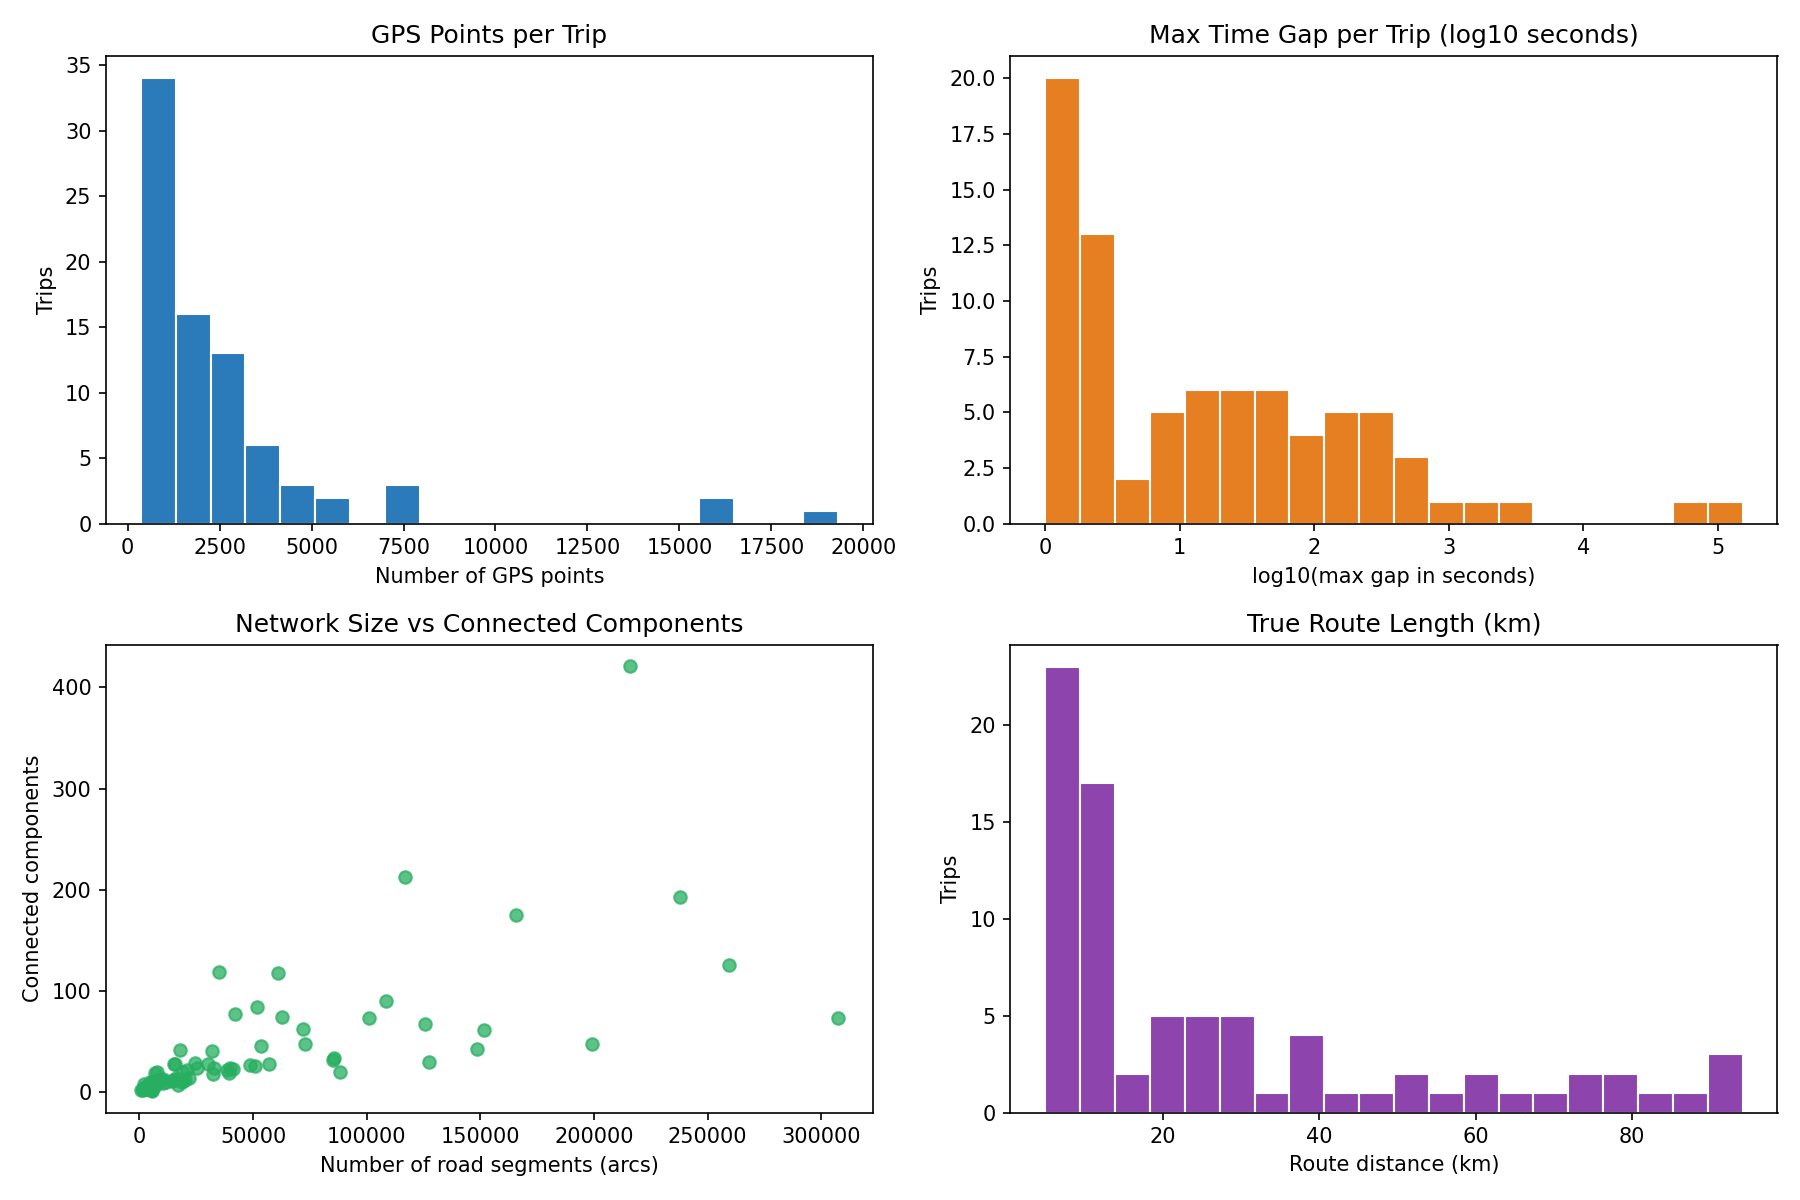 GPS Points per Trip
35
30
25
20
15
10
5
0
Trips
0 2500 5000 7500 10000 12500 15000 17500 20000
Number of GPS points
Max Time Gap per Trip (log10 seconds)
20.0
17.5
15.0
12.5
10.0
7.5
5.0
2.5
0.0
Trips
0 1 2 3 4 5
log10(max gap in seconds)
Network Size vs Connected Components
400
300
200
100
0
Connected components
0 50000 100000 150000 200000 250000 300000
Number of road segments (arcs)
True Route Length (km)
20
15
10
5
0
Trips
20 40 60 80
Route distance (km)